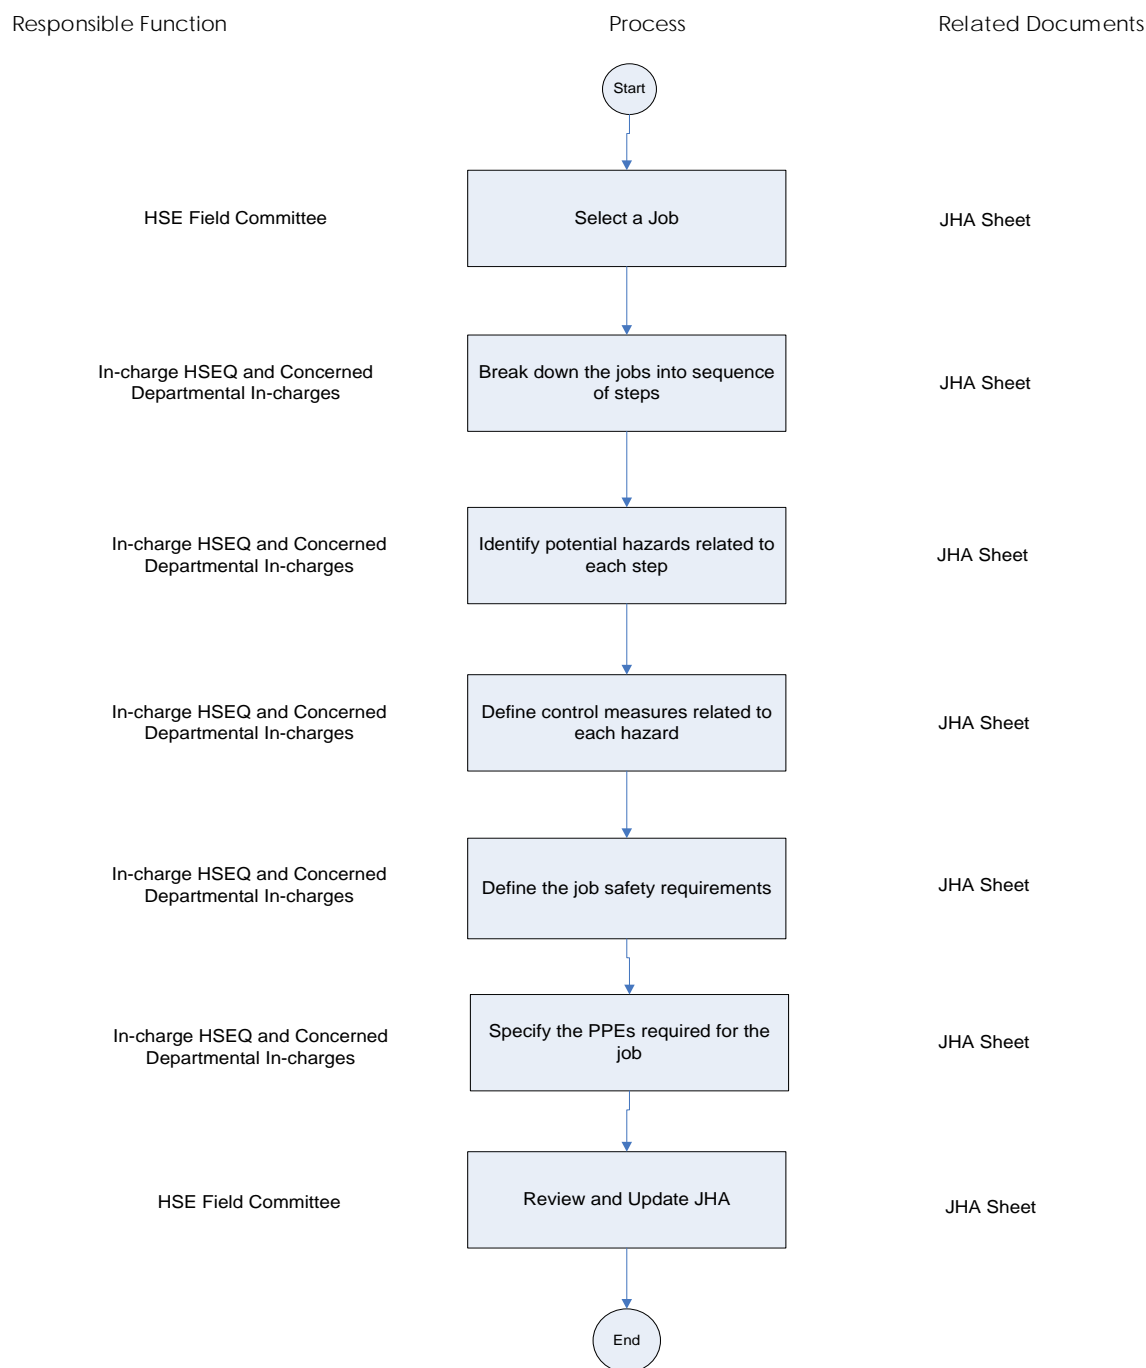 Responsible Function
Process
Related Documents
Start
HSE Field Committee
Select a Job
JHA Sheet
In-charge HSEQ and Concerned
Departmental In-charges
Break down the jobs into sequence
of steps
JHA Sheet
In-charge HSEQ and Concerned
Departmental In-charges
Identify potential hazards related to
each step
JHA Sheet
In-charge HSEQ and Concerned
Departmental In-charges
Define control measures related to
each hazard
JHA Sheet
In-charge HSEQ and Concerned
Departmental In-charges
Define the job safety requirements
JHA Sheet
In-charge HSEQ and Concerned
Departmental In-charges
Specify the PPEs required for the
job
JHA Sheet
HSE Field Committee
Review and Update JHA
JHA Sheet
End